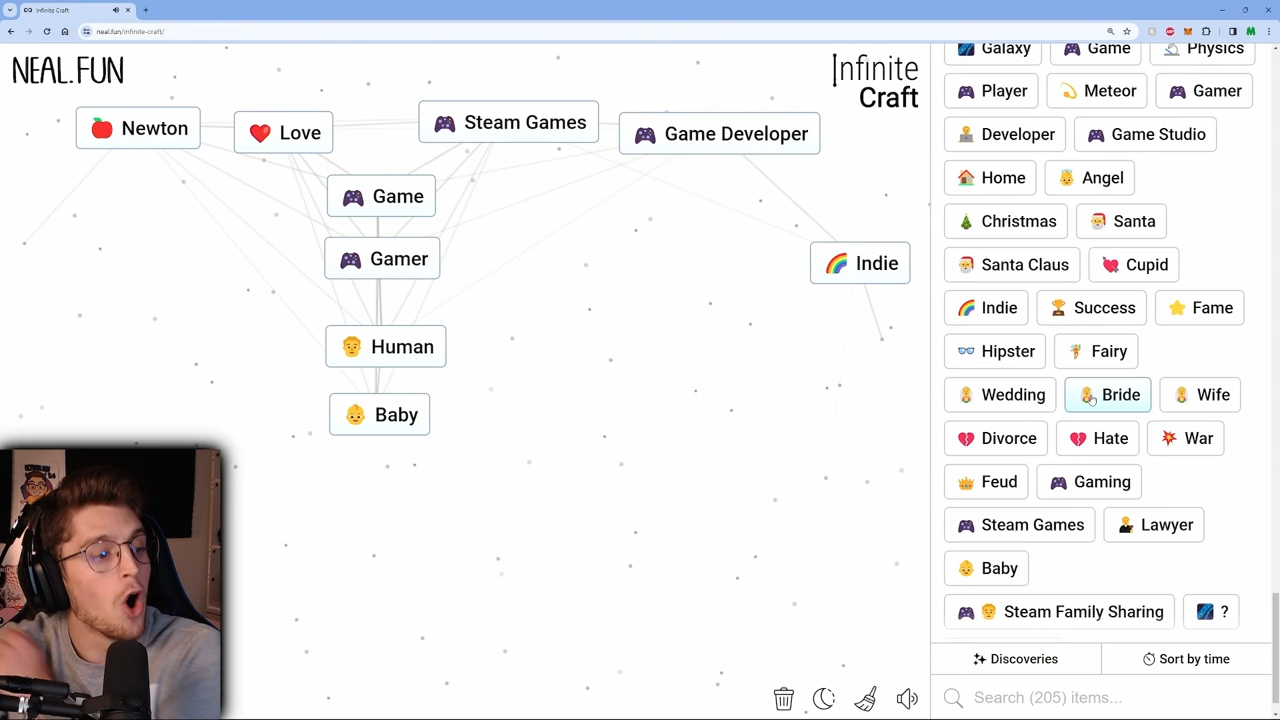 Infinite Craft
neal.fun/infinite-craft/
NEAL.FUN
Infinite
Craft
Newton
Love
Steam Games
Game Developer
Game
Gamer
Indie
Human
Baby
Galaxy Game Physics
Player Meteor Gamer
Developer Game Studio
Home Angel
Christmas Santa
Santa Claus Cupid
Indie Success Fame
Hipster Fairy
Wedding Bride Wife
Divorce Hate War
Feud Gaming
Steam Games Lawyer
Baby
Steam Family Sharing ?
Discoveries Sort by time
Search (205) items...